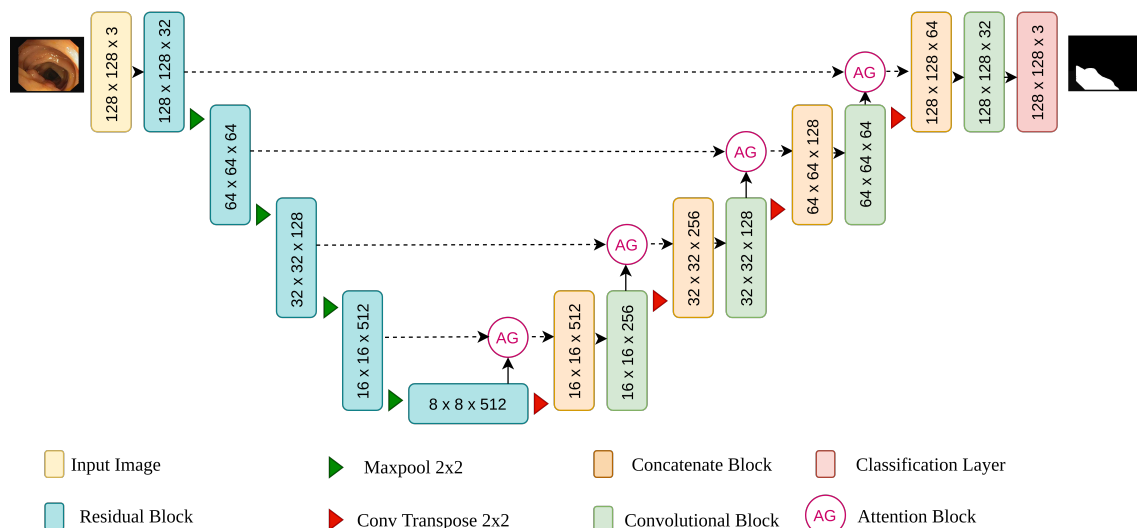 128 x 128 x 3
128 x 128 x 32
64 x 64 x 64
32 x 32 x 128
16 x 16 x 512
8 x 8 x 512
AG
16 x 16 x 512
16 x 16 x 256
AG
32 x 32 x 256
32 x 32 x 128
AG
64 x 64 x 128
64 x 64 x 64
AG
128 x 128 x 64
128 x 128 x 32
128 x 128 x 3
Input Image
Maxpool 2x2
Concatenate Block
Classification Layer
Residual Block
Conv Transpose 2x2
Convolutional Block
AG
Attention Block